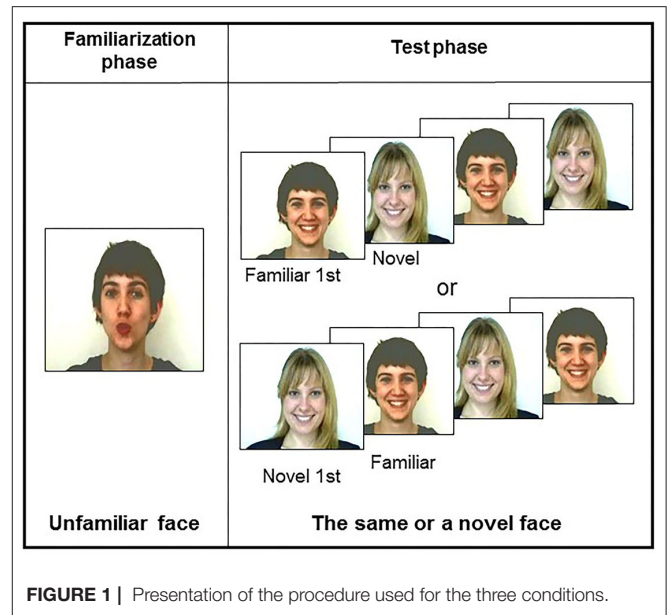 Familiarization
phase
Test phase
Familiar 1st
Novel
or
Novel 1st
Familiar
Unfamiliar face
The same or a novel face
FIGURE 1 | Presentation of the procedure used for the three conditions.